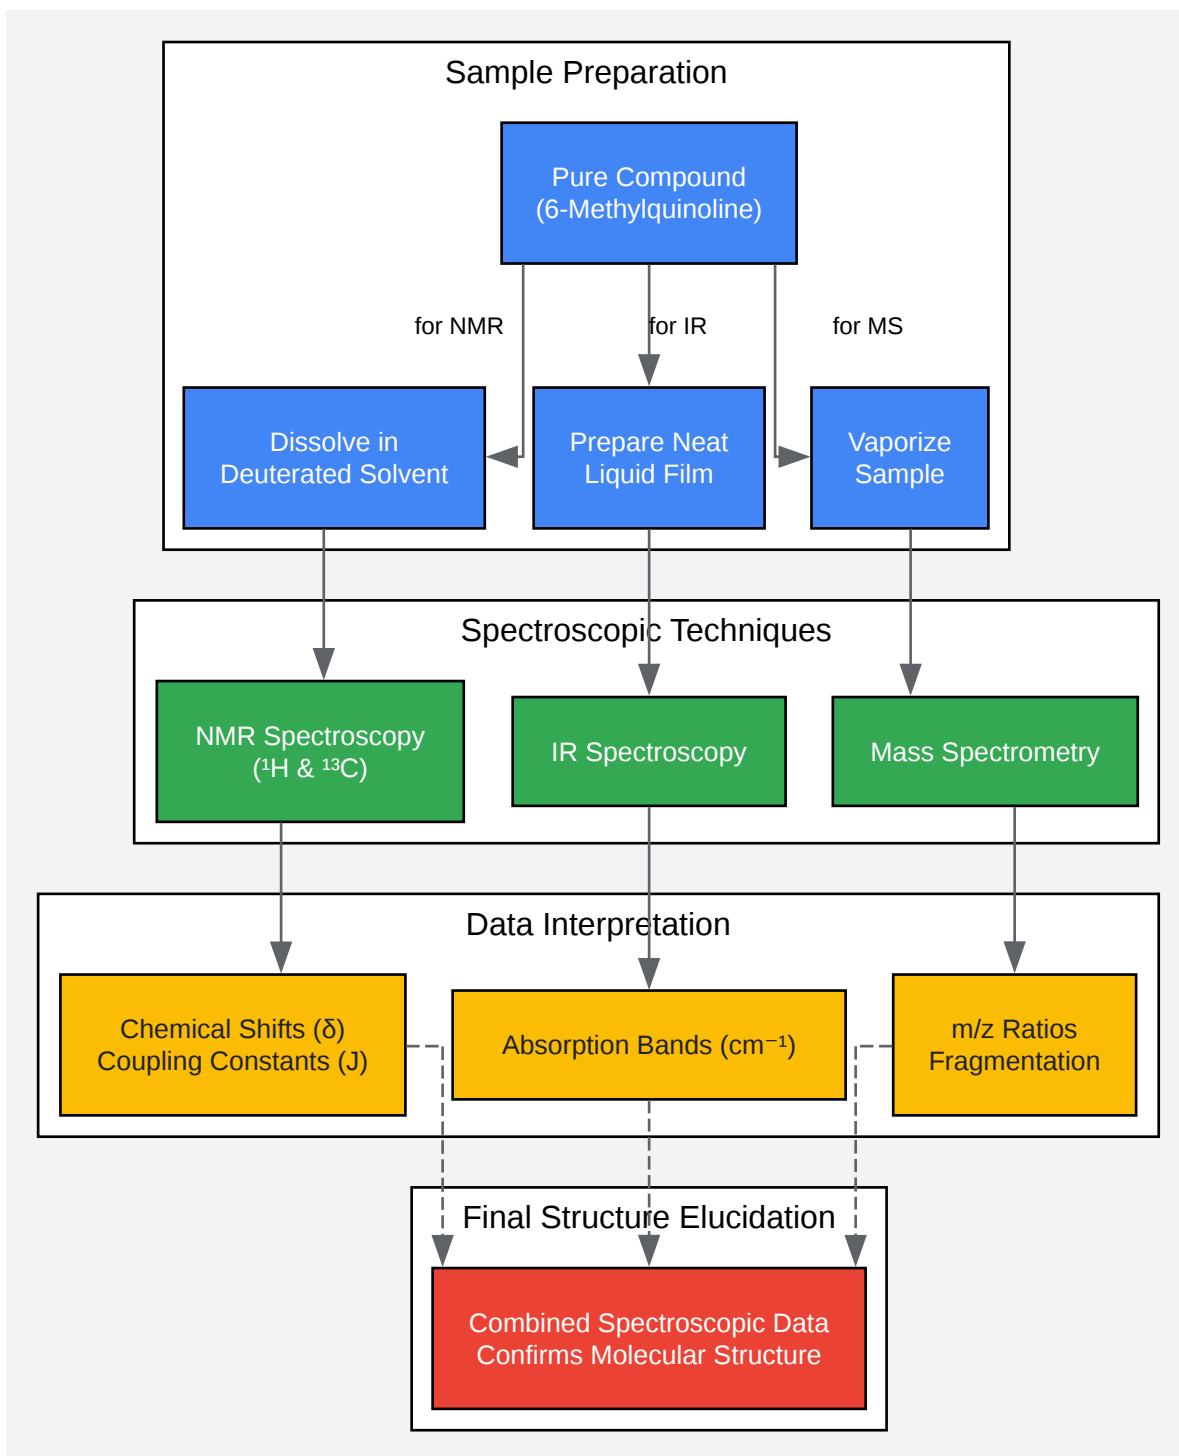 Sample Preparation
Pure Compound
(6-Methylquinoline)
for NMR
for IR
for MS
Dissolve in
Deuterated Solvent
Prepare Neat
Liquid Film
Vaporize
Sample
Spectroscopic Techniques
NMR Spectroscopy
(¹H & ¹³C)
IR Spectroscopy
Mass Spectrometry
Data Interpretation
Chemical Shifts (δ)
Coupling Constants (J)
Absorption Bands (cm⁻¹)
m/z Ratios
Fragmentation
Final Structure Elucidation
Combined Spectroscopic Data
Confirms Molecular Structure